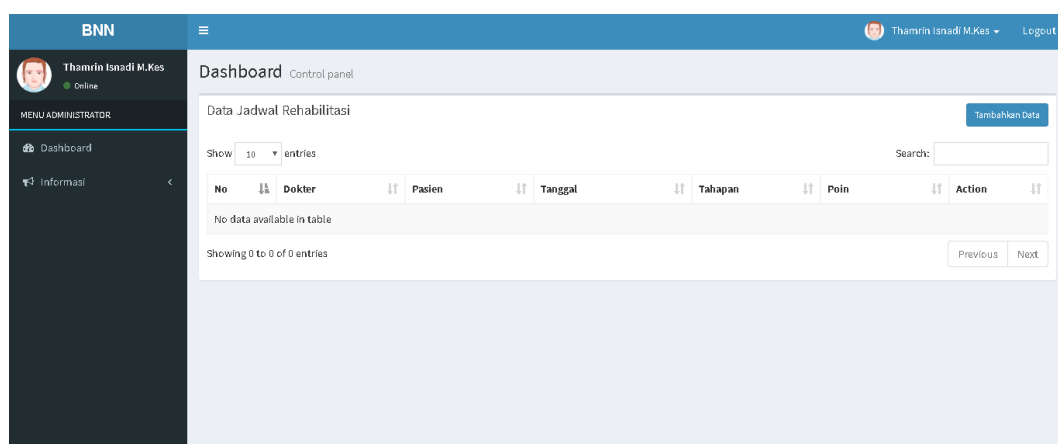 BNN
Thamrin Isnadi M.Kes
Logout
Thamrin Isnadi M.Kes
Online
MENU ADMINISTRATOR
Dashboard
Informasi
Dashboard Control panel
Data Jadwal Rehabilitasi
Tambahkan Data
Show 10 entries
Search:
No Dokter Pasien Tanggal Tahapan Poin Action
No data available in table
Showing 0 to 0 of 0 entries
Previous Next